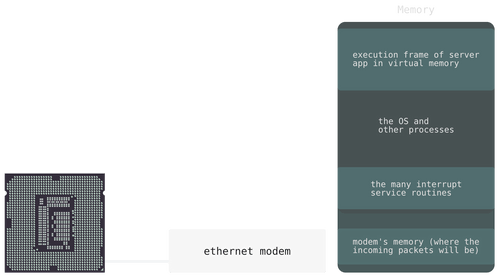 Memory
execution frame of server
app in virtual memory
the OS and
other processes
the many interrupt
service routines
ethernet modem
modem's memory (where the
incoming packets will be)